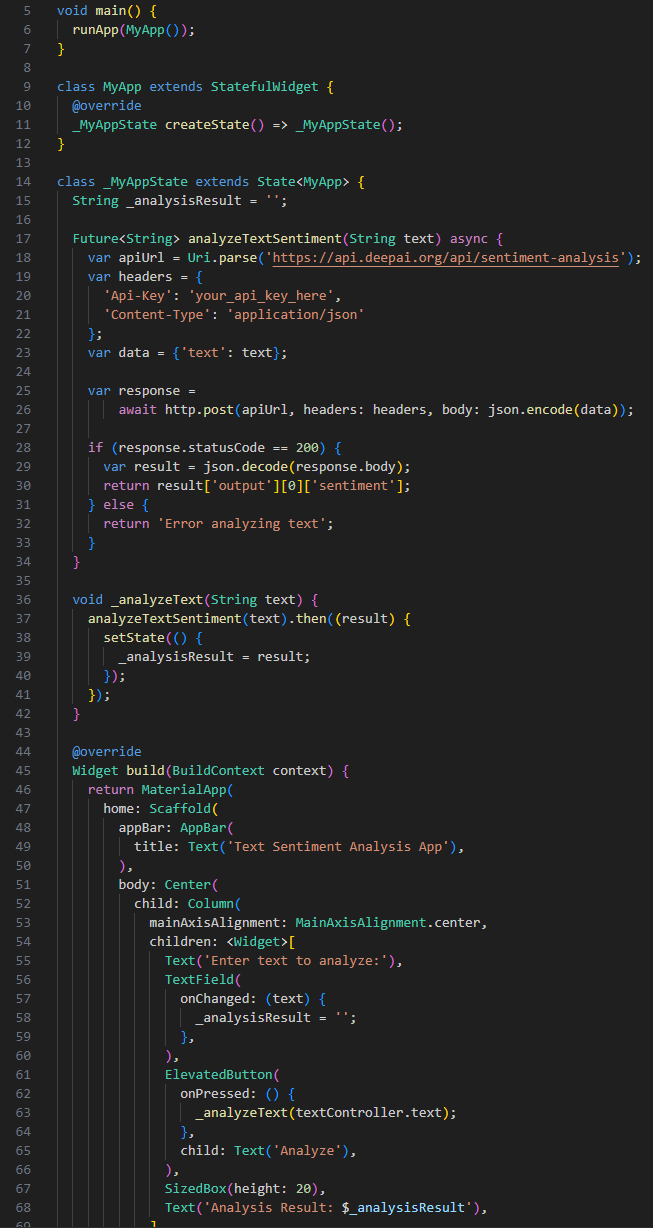 5 void main() {
6   runApp(MyApp());
7 }
8
9 class MyApp extends StatefulWidget {
10   @override
11   _MyAppState createState() => _MyAppState();
12 }
13
14 class _MyAppState extends State<MyApp> {
15   String _analysisResult = '';
16
17   Future<String> analyzeTextSentiment(String text) async {
18     var apiUrl = Uri.parse('https://api.deepai.org/api/sentiment-analysis');
19     var headers = {
20       'Api-Key': 'your_api_key_here',
21       'Content-Type': 'application/json'
22     };
23     var data = {'text': text};
24
25     var response =
26         await http.post(apiUrl, headers: headers, body: json.encode(data));
27
28     if (response.statusCode == 200) {
29       var result = json.decode(response.body);
30       return result['output'][0]['sentiment'];
31     } else {
32       return 'Error analyzing text';
33     }
34   }
35
36   void _analyzeText(String text) {
37     analyzeTextSentiment(text).then((result) {
38       setState(() {
39         _analysisResult = result;
40       });
41     });
42   }
43
44   @override
45   Widget build(BuildContext context) {
46     return MaterialApp(
47       home: Scaffold(
48         appBar: AppBar(
49           title: Text('Text Sentiment Analysis App'),
50         ),
51         body: Center(
52           child: Column(
53             mainAxisAlignment: MainAxisAlignment.center,
54             children: <Widget>[
55               Text('Enter text to analyze:'),
56               TextField(
57                 onChanged: (text) {
58                   _analysisResult = '';
59                 },
60               ),
61               ElevatedButton(
62                 onPressed: () {
63                   _analyzeText(textController.text);
64                 },
65                 child: Text('Analyze'),
66               ),
67               SizedBox(height: 20),
68               Text('Analysis Result: $_analysisResult'),
69             ]